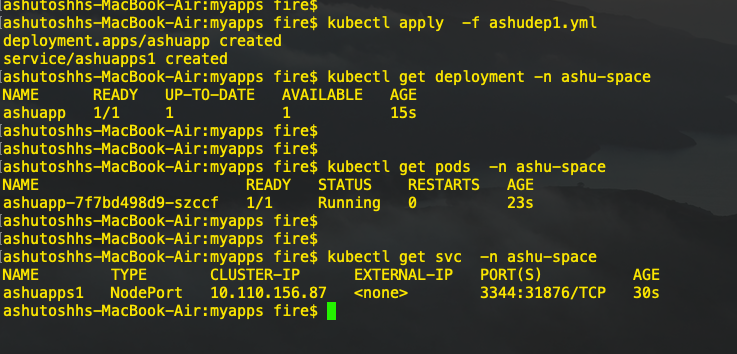 ashutoshhs-MacBook-Air:myapps fire$
[ashutoshhs-MacBook-Air:myapps fire$ kubectl apply  -f ashudep1.yml
deployment.apps/ashuapp created
service/ashuapps1 created
[ashutoshhs-MacBook-Air:myapps fire$ kubectl get deployment -n ashu-space
NAME      READY   UP-TO-DATE   AVAILABLE   AGE
ashuapp   1/1     1            1           15s
[ashutoshhs-MacBook-Air:myapps fire$
[ashutoshhs-MacBook-Air:myapps fire$
[ashutoshhs-MacBook-Air:myapps fire$ kubectl get pods  -n ashu-space
NAME                       READY   STATUS    RESTARTS   AGE
ashuapp-7f7bd498d9-szccf   1/1     Running   0          23s
[ashutoshhs-MacBook-Air:myapps fire$
[ashutoshhs-MacBook-Air:myapps fire$
[ashutoshhs-MacBook-Air:myapps fire$ kubectl get svc  -n ashu-space
NAME        TYPE       CLUSTER-IP      EXTERNAL-IP   PORT(S)          AGE
ashuapps1   NodePort   10.110.156.87   <none>        3344:31876/TCP   30s
ashutoshhs-MacBook-Air:myapps fire$